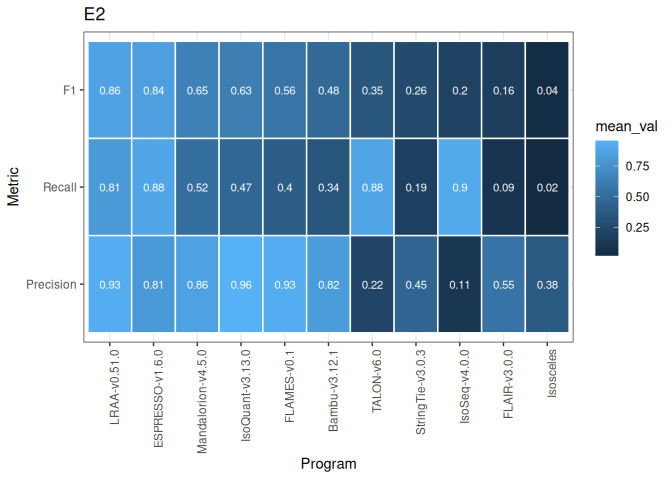 E2
F1
0.86 0.84 0.65 0.63 0.56 0.48 0.35 0.26 0.2 0.16 0.04
Recall
0.81 0.88 0.52 0.47 0.4 0.34 0.88 0.19 0.9 0.09 0.02
Precision
0.93 0.81 0.86 0.96 0.93 0.82 0.22 0.45 0.11 0.55 0.38
Metric
LRAA-v0.51.0
ESPRESSO-v1.6.0
Mandalorion-v4.5.0
IsoQuant-v3.13.0
FLAMES-v0.1
Bambu-v3.12.1
TALON-v6.0
StringTie-v3.0.3
IsoSeq-v4.0.0
FLAIR-v3.0.0
Isosceles
Program
mean_val
0.75
0.50
0.25